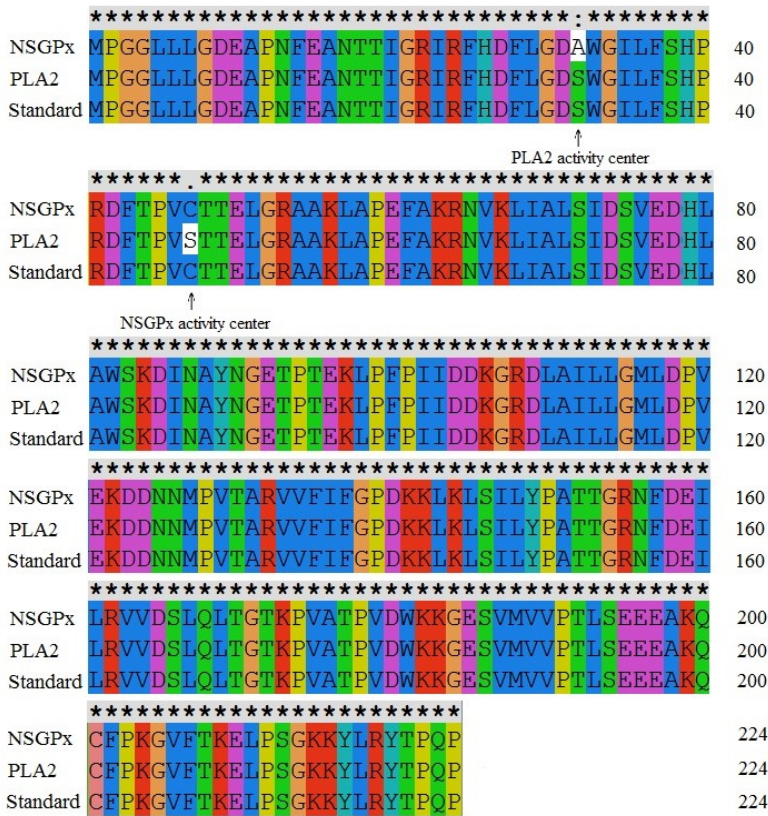 *******************************:********
NSGPx MPGGLLLGDEAPNFEANTTIGRIRFHDFLGDAWGILFSHP 40
PLA2 MPGGLLLGDEAPNFEANTTIGRIRFHDFLGDSWGILFSHP 40
Standard MPGGLLLGDEAPNFEANTTIGRIRFHDFLGDSWGILFSHP 40
PLA2 activity center
******.*********************************
NSGPx RDFTPVCTTELGRAAKLAPEFAKRNVKLIALSIDSVEDHL 80
PLA2 RDFTPVSTTELGRAAKLAPEFAKRNVKLIALSIDSVEDHL 80
Standard RDFTPVCTTELGRAAKLAPEFAKRNVKLIALSIDSVEDHL 80
NSGPx activity center
****************************************
NSGPx AWSKDINAYNGETPTEKLPFPIIDDKGRDLAILLGMLDPV 120
PLA2 AWSKDINAYNGETPTEKLPFPIIDDKGRDLAILLGMLDPV 120
Standard AWSKDINAYNGETPTEKLPFPIIDDKGRDLAILLGMLDPV 120
****************************************
NSGPx EKDDNNMPVTARVVFIFGPDKKLKLSILYPATTGRNFDEI 160
PLA2 EKDDNNMPVTARVVFIFGPDKKLKLSILYPATTGRNFDEI 160
Standard EKDDNNMPVTARVVFIFGPDKKLKLSILYPATTGRNFDEI 160
****************************************
NSGPx LRVVDSLQLTGTKPVATPVDWKKGESVMVVPTLSEEEAKQ 200
PLA2 LRVVDSLQLTGTKPVATPVDWKKGESVMVVPTLSEEEAKQ 200
Standard LRVVDSLQLTGTKPVATPVDWKKGESVMVVPTLSEEEAKQ 200
************************
NSGPx CFPKGVFTKELPSGKKYLRYTPQP 224
PLA2 CFPKGVFTKELPSGKKYLRYTPQP 224
Standard CFPKGVFTKELPSGKKYLRYTPQP 224